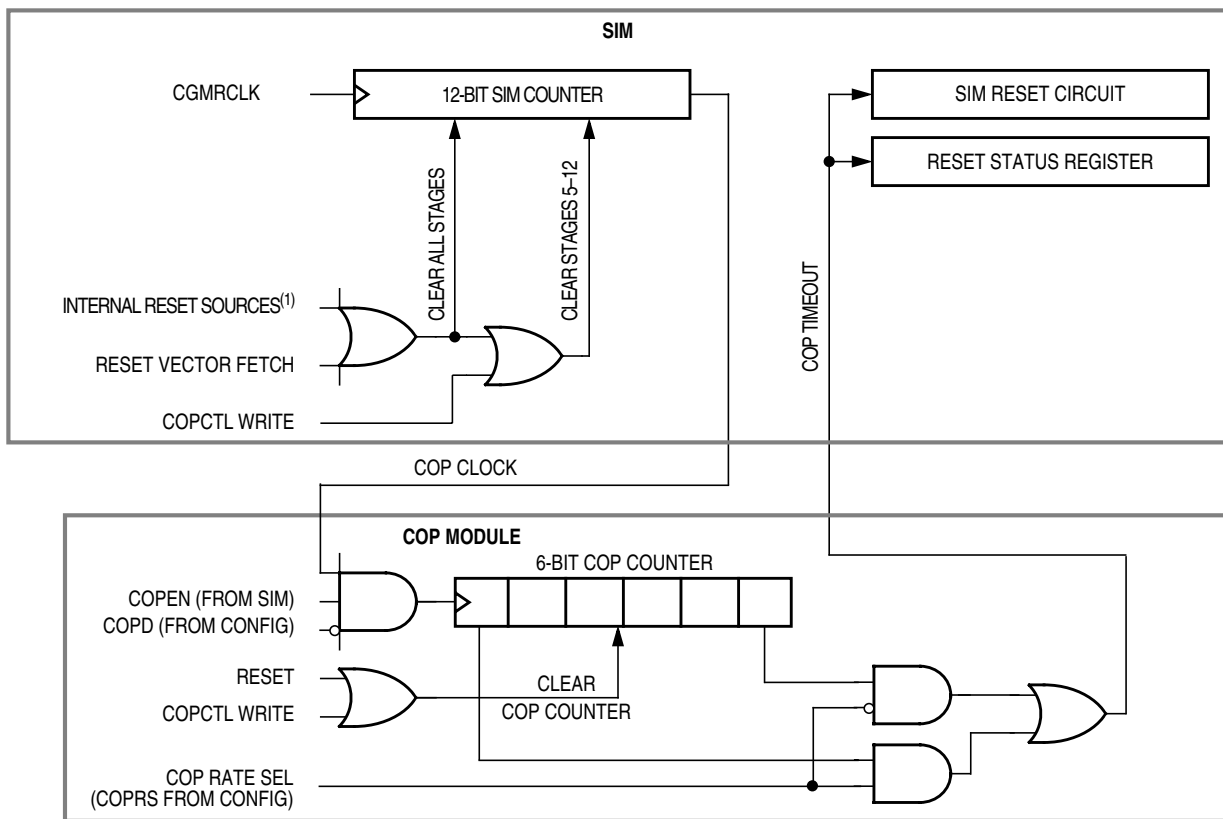 SIM
CGMRCLK
12-BIT SIM COUNTER
SIM RESET CIRCUIT
RESET STATUS REGISTER
CLEAR ALL STAGES
CLEAR STAGES 5–12
COP TIMEOUT
INTERNAL RESET SOURCES(1)
RESET VECTOR FETCH
COPCTL WRITE
COP CLOCK
COP MODULE
6-BIT COP COUNTER
COPEN (FROM SIM)
COPD (FROM CONFIG)
RESET
CLEAR
COPCTL WRITE
COP COUNTER
COP RATE SEL
(COPRS FROM CONFIG)